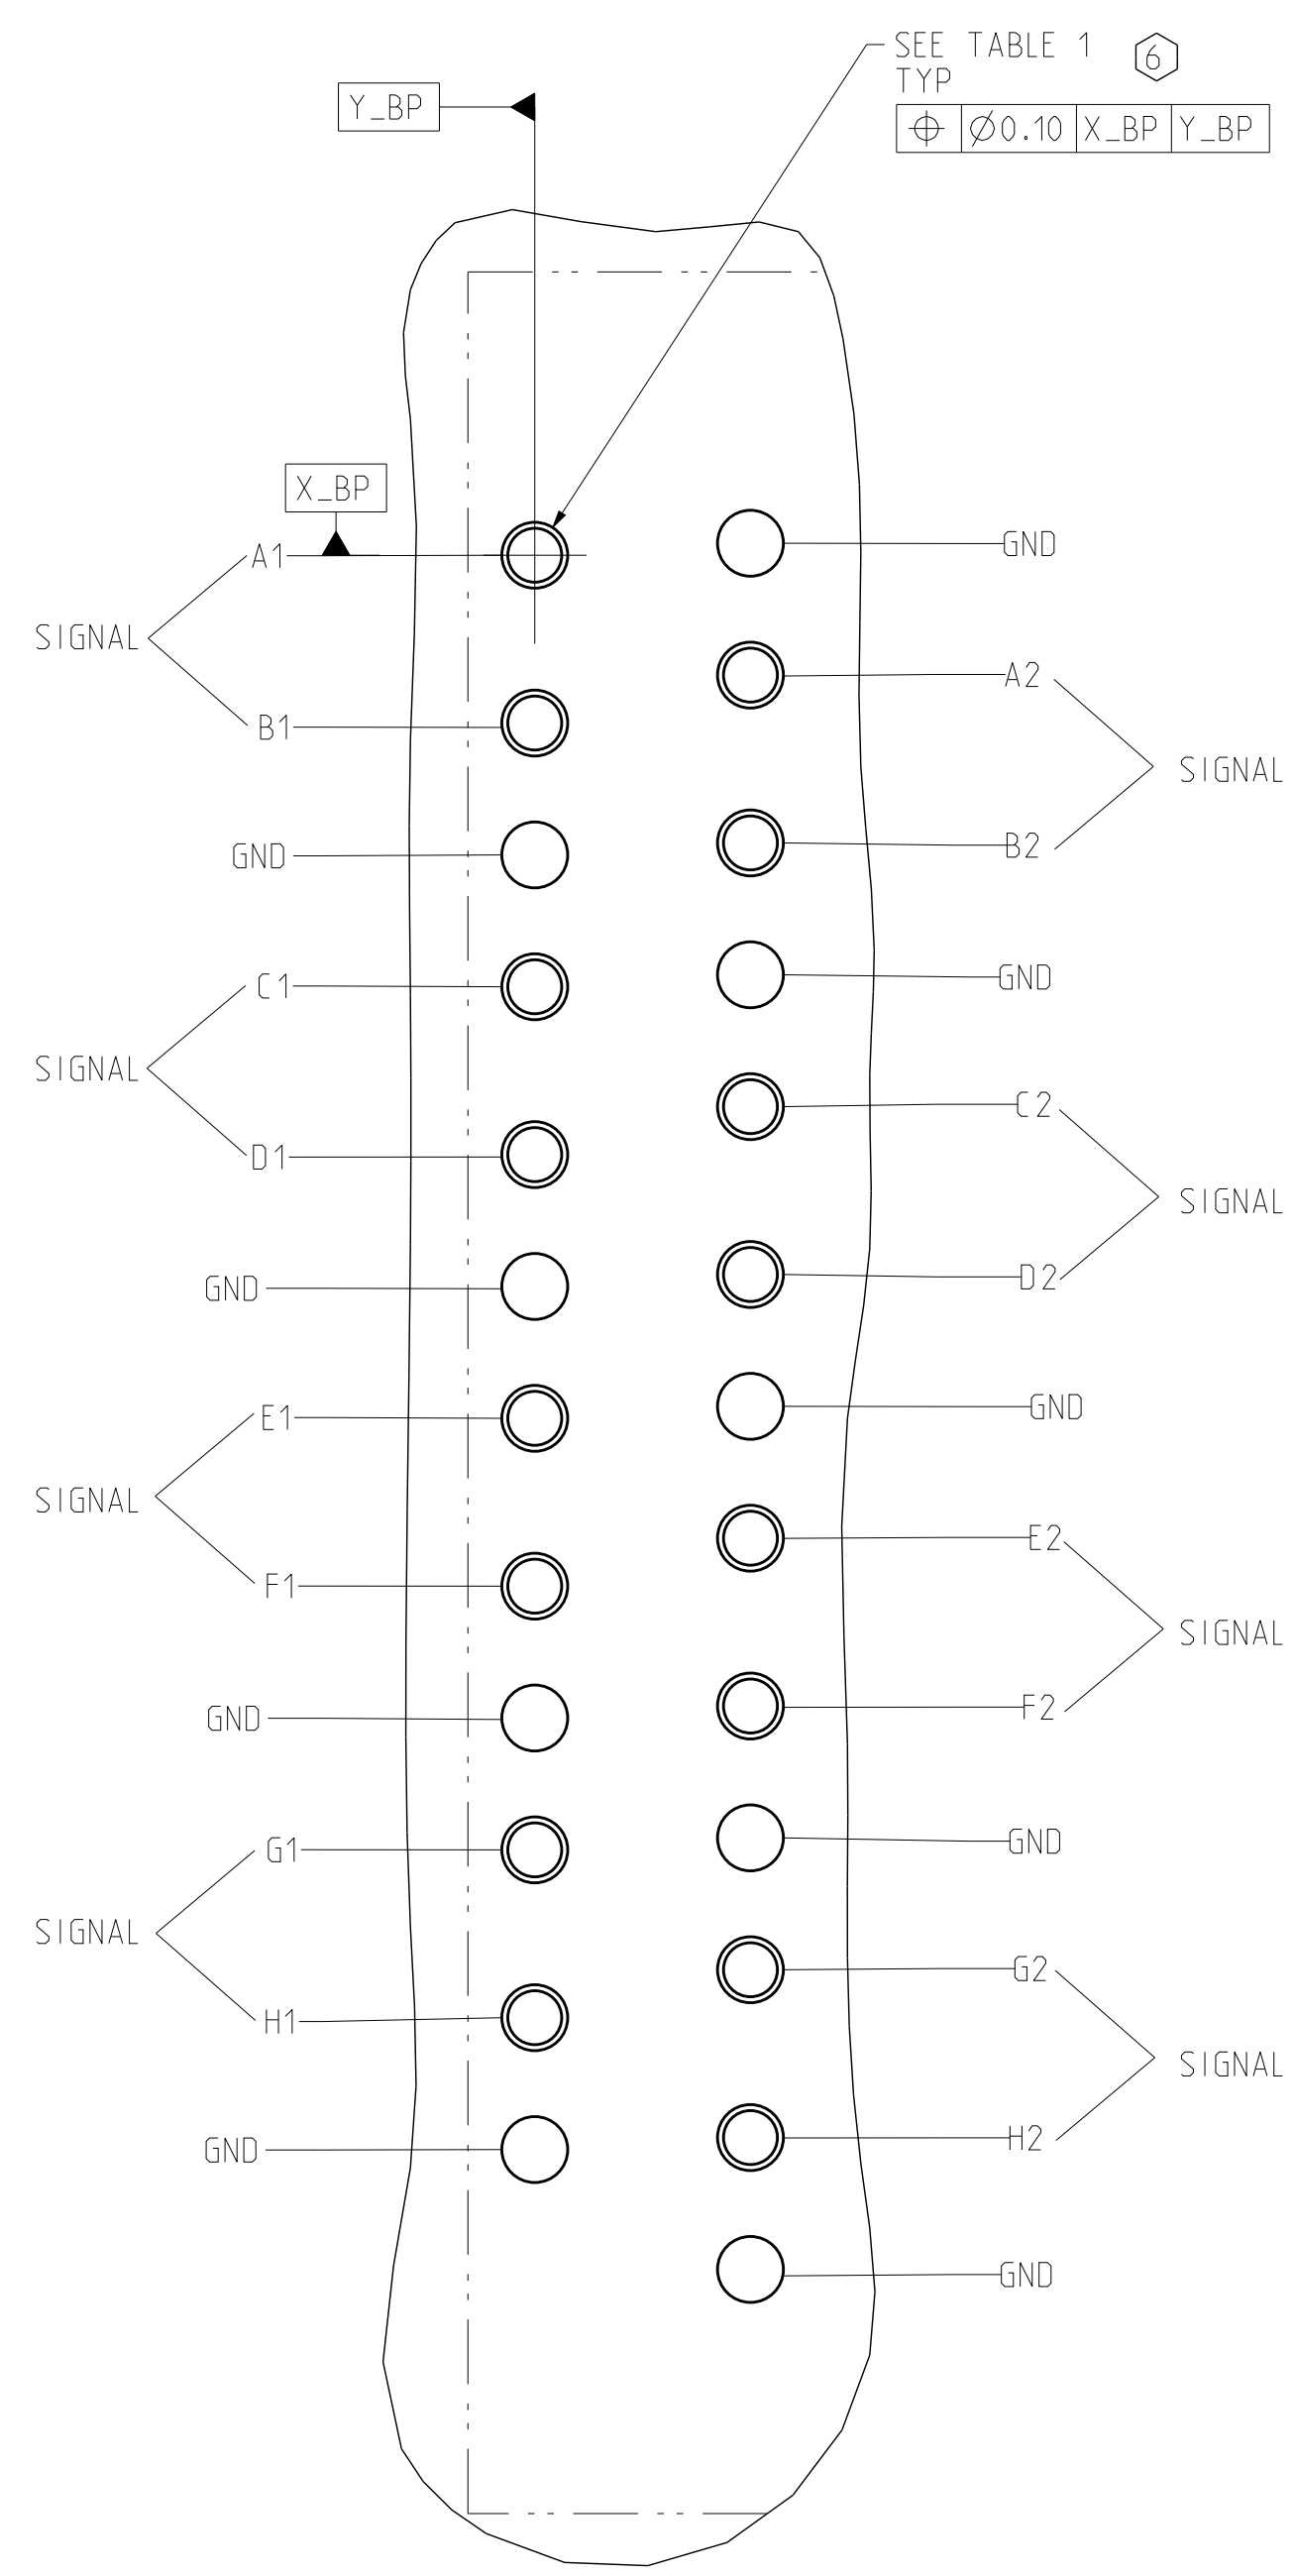 SEE TABLE 1 6
TYP
⌖ Ø0.10 X_BP Y_BP
Y_BP
X_BP
A1
GND
SIGNAL
A2
B1
SIGNAL
B2
GND
GND
C1
SIGNAL
C2
D1
SIGNAL
D2
GND
GND
E1
SIGNAL
E2
F1
SIGNAL
F2
GND
GND
G1
SIGNAL
G2
H1
SIGNAL
H2
GND
GND